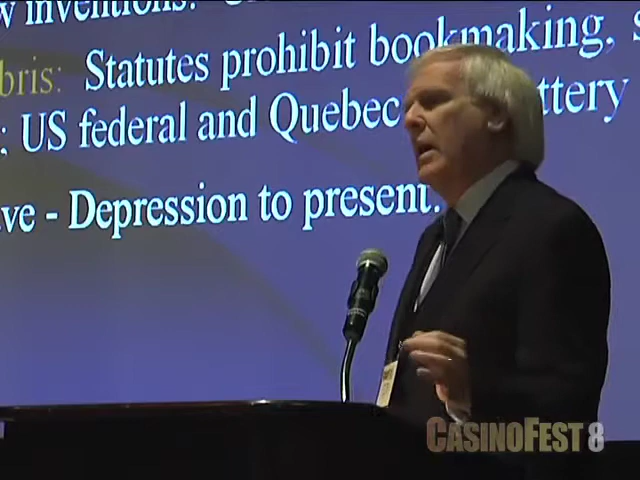 w inventions.
bris: Statutes prohibit bookmaking, s
; US federal and Quebec ttery
ve - Depression to present.
CASINOFEST 8